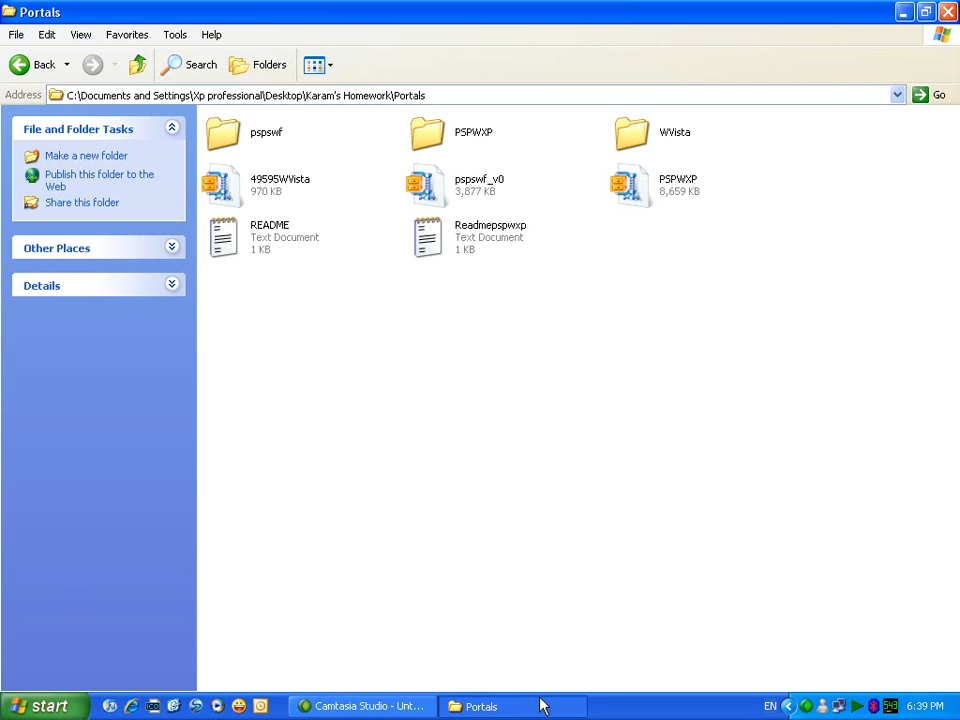 Portals
File Edit View Favorites Tools Help
Back Search Folders
Address C:\Documents and Settings\Xp professional\Desktop\Karam's Homework\Portals Go
File and Folder Tasks
Make a new folder
Publish this folder to the
Web
Share this folder
Other Places
Details
pspswf
PSPWXP
WVista
49595WVista
970 KB
pspswf_v0
3,877 KB
PSPWXP
8,659 KB
README
Text Document
1 KB
Readmepspwxp
Text Document
1 KB
start
Camtasia Studio - Unt...
Portals
EN
543
6:39 PM